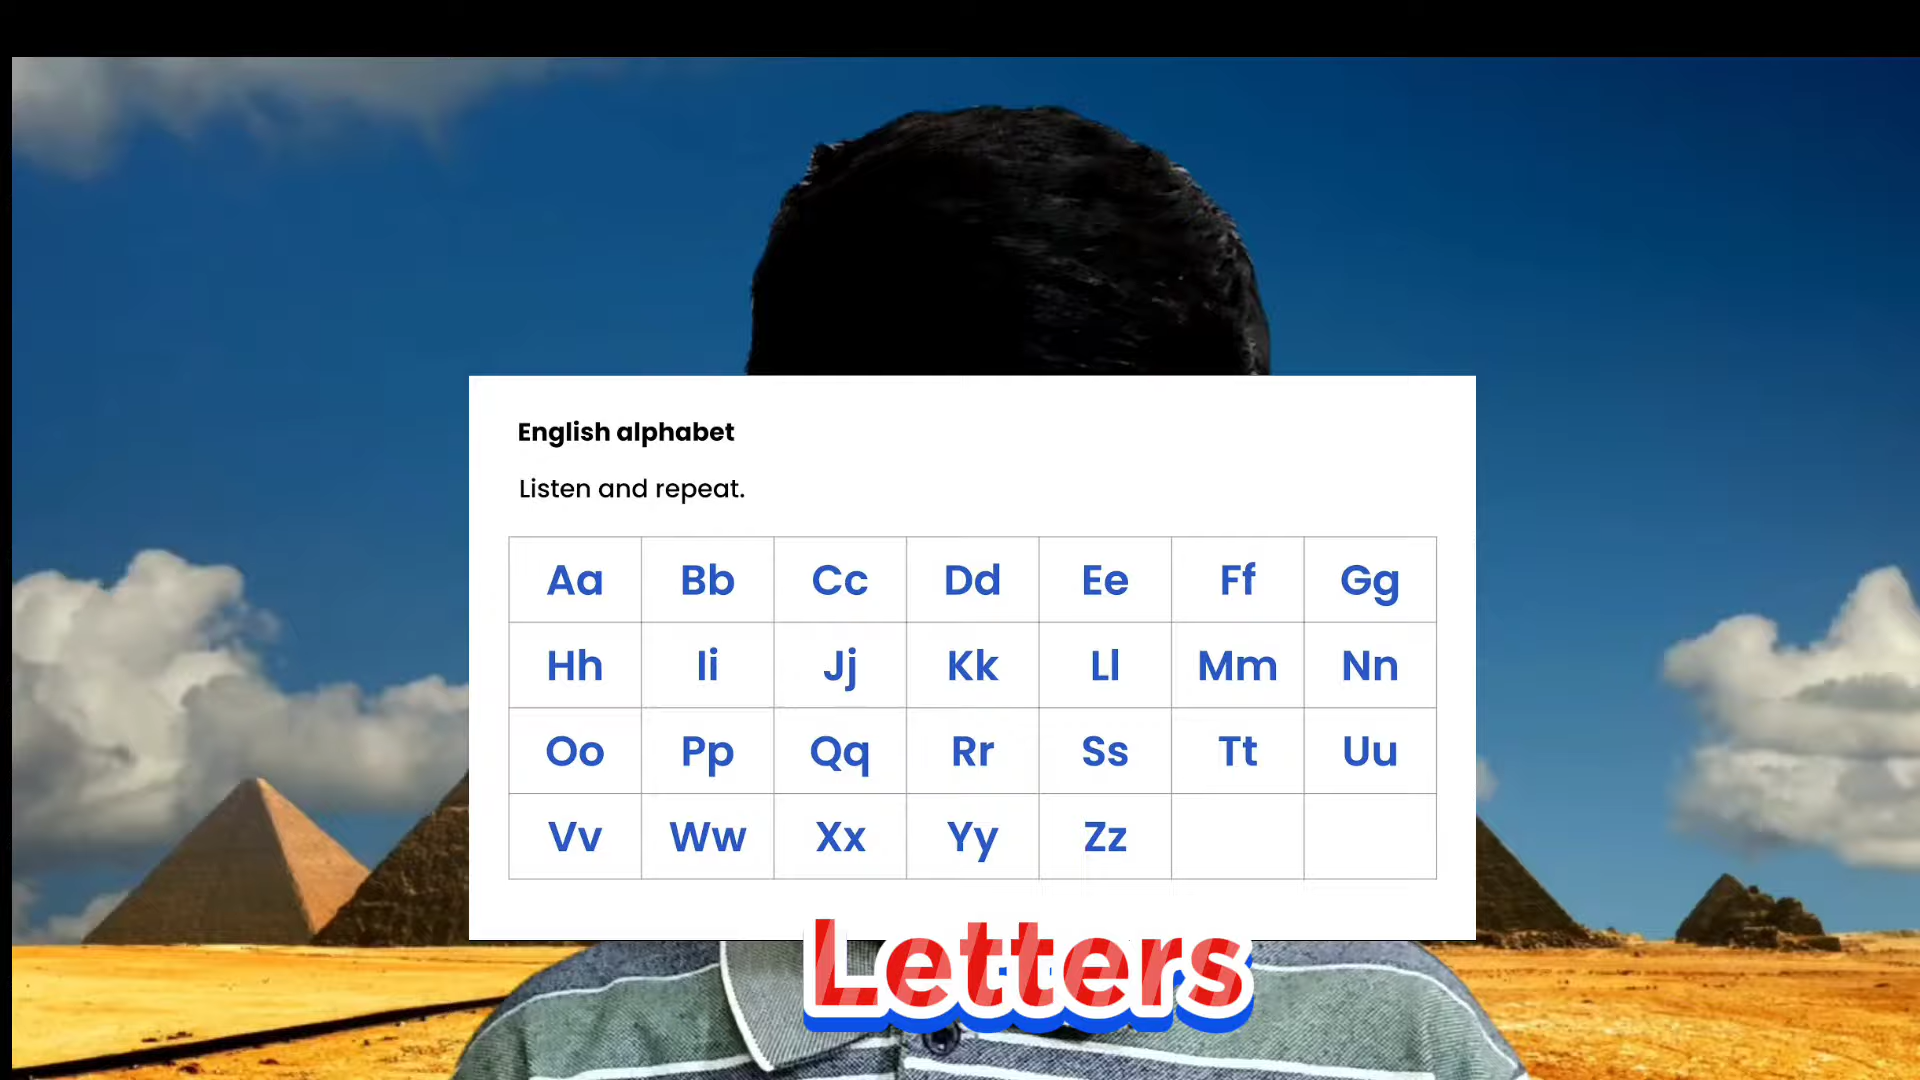 English alphabet
Listen and repeat.
Aa Bb Cc Dd Ee Ff Gg
Hh Ii Jj Kk Ll Mm Nn
Oo Pp Qq Rr Ss Tt Uu
Vv Ww Xx Yy Zz
Letters